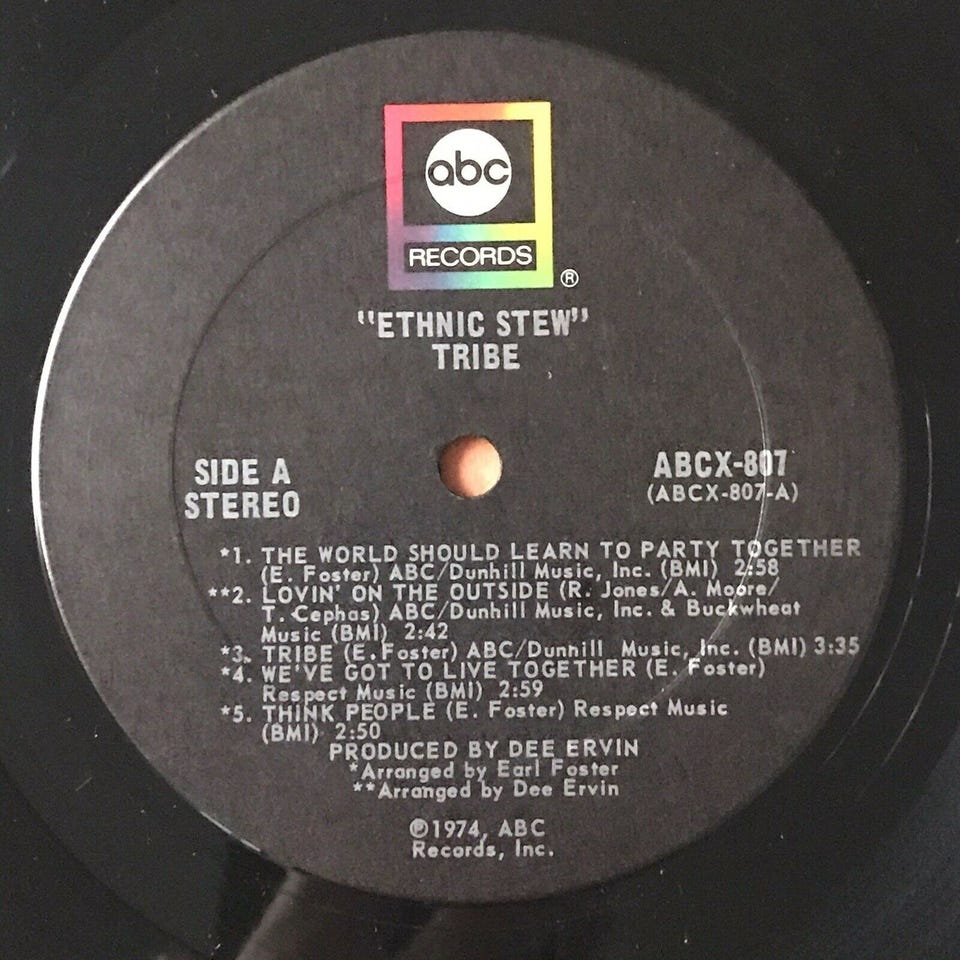 abc
RECORDS
®
"ETHNIC STEW"
TRIBE
SIDE A
STEREO
ABCX-807
(ABCX-807-A)
*1. THE WORLD SHOULD LEARN TO PARTY TOGETHER
(E. Foster) ABC/Dunhill Music, Inc. (BMI) 2:58
**2. LOVIN' ON THE OUTSIDE (R. Jones/A. Moore/
T. Cephas) ABC/Dunhill Music, Inc. & Buckwheat
Music (BMI) 2:42
*3. TRIBE (E.Foster) ABC/Dunhill Music, Inc. (BMI) 3:35
*4. WE'VE GOT TO LIVE TOGETHER (E. Foster)
Respect Music (BMI) 2:59
*5. THINK PEOPLE (E. Foster) Respect Music
(BMI) 2:50
PRODUCED BY DEE ERVIN
*Arranged by Earl Foster
**Arranged by Dee Ervin
℗1974, ABC
Records, Inc.